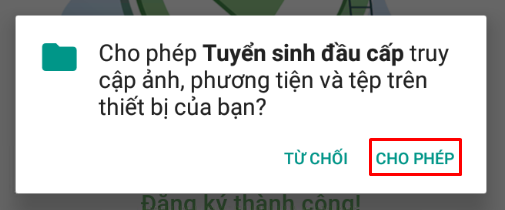 Cho phép Tuyển sinh đầu cấp truy
cập ảnh, phương tiện và tệp trên
thiết bị của bạn?
TỪ CHỐI CHO PHÉP
Đăng ký thành công!